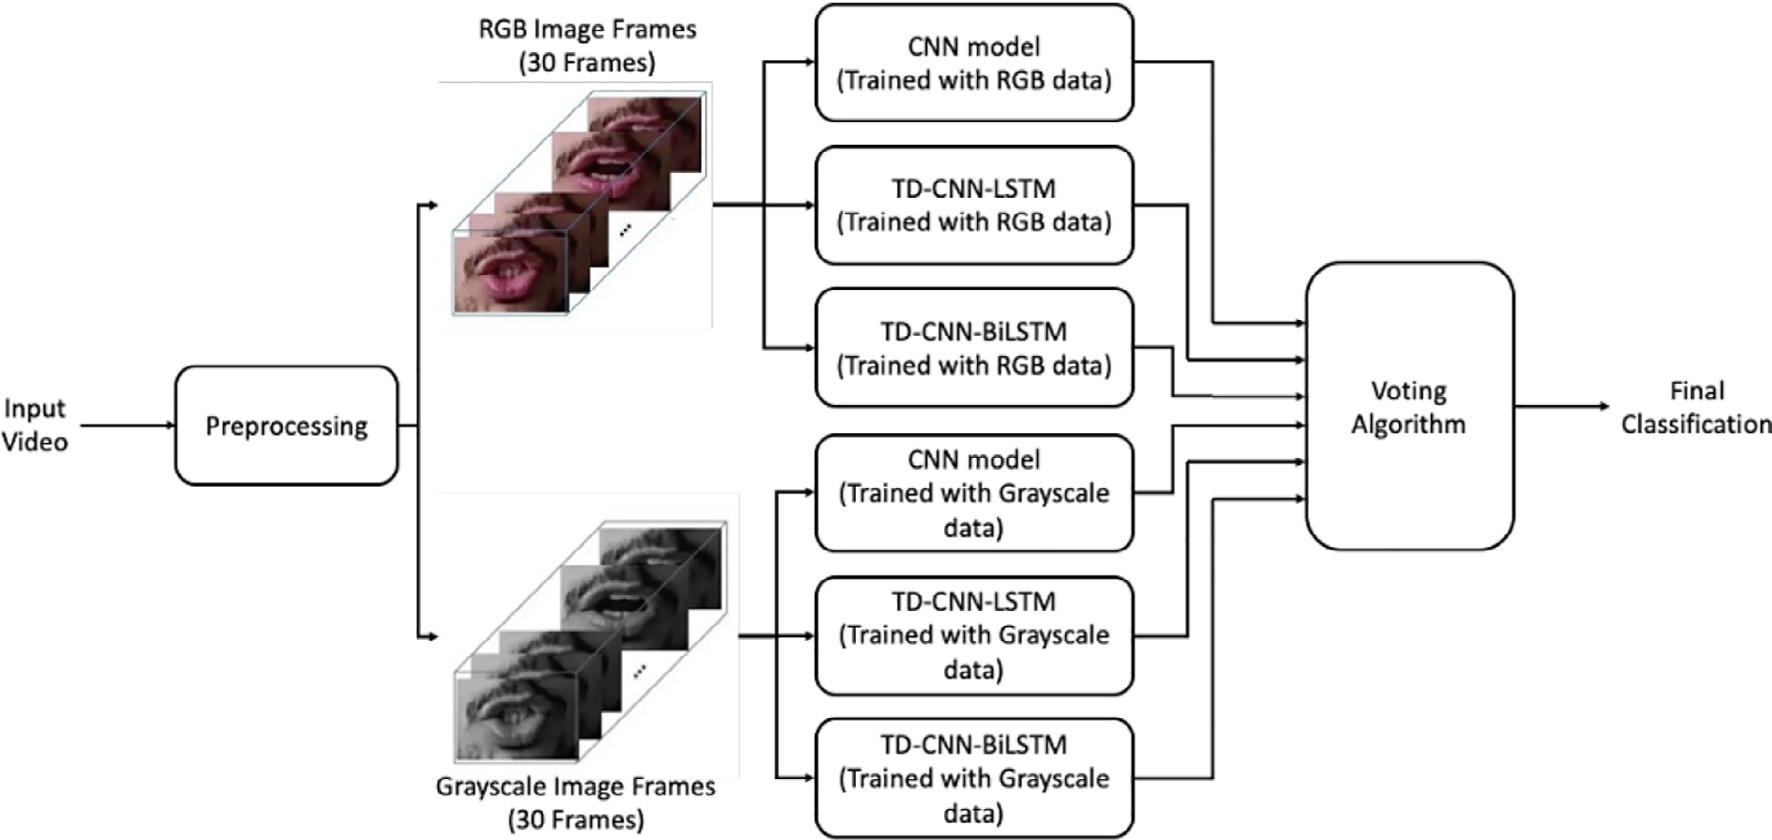 Input
Video
Preprocessing
RGB Image Frames
(30 Frames)
Grayscale Image Frames
(30 Frames)
CNN model
(Trained with RGB data)
TD-CNN-LSTM
(Trained with RGB data)
TD-CNN-BiLSTM
(Trained with RGB data)
CNN model
(Trained with Grayscale
data)
TD-CNN-LSTM
(Trained with Grayscale
data)
TD-CNN-BiLSTM
(Trained with Grayscale
data)
Voting
Algorithm
Final
Classification